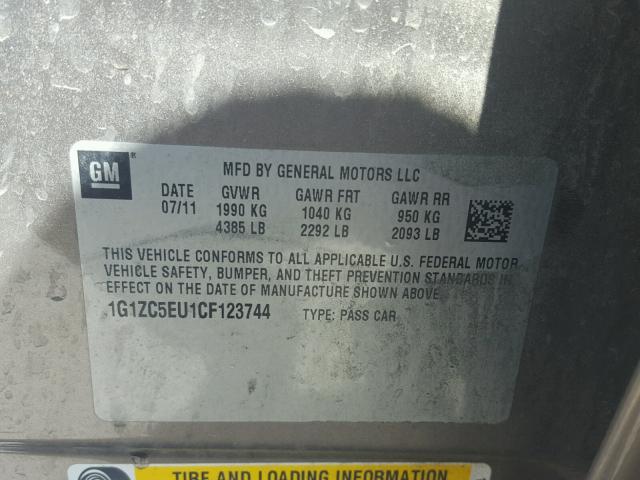 GM
MFD BY GENERAL MOTORS LLC
DATE GVWR GAWR FRT GAWR RR
07/11 1990 KG 1040 KG 950 KG
4385 LB 2292 LB 2093 LB
THIS VEHICLE CONFORMS TO ALL APPLICABLE U.S. FEDERAL MOTOR
VEHICLE SAFETY, BUMPER, AND THEFT PREVENTION STANDARDS IN
EFFECT ON THE DATE OF MANUFACTURE SHOWN ABOVE.
1G1ZC5EU1CF123744 TYPE: PASS CAR
TIRE AND LOADING INFORMATION